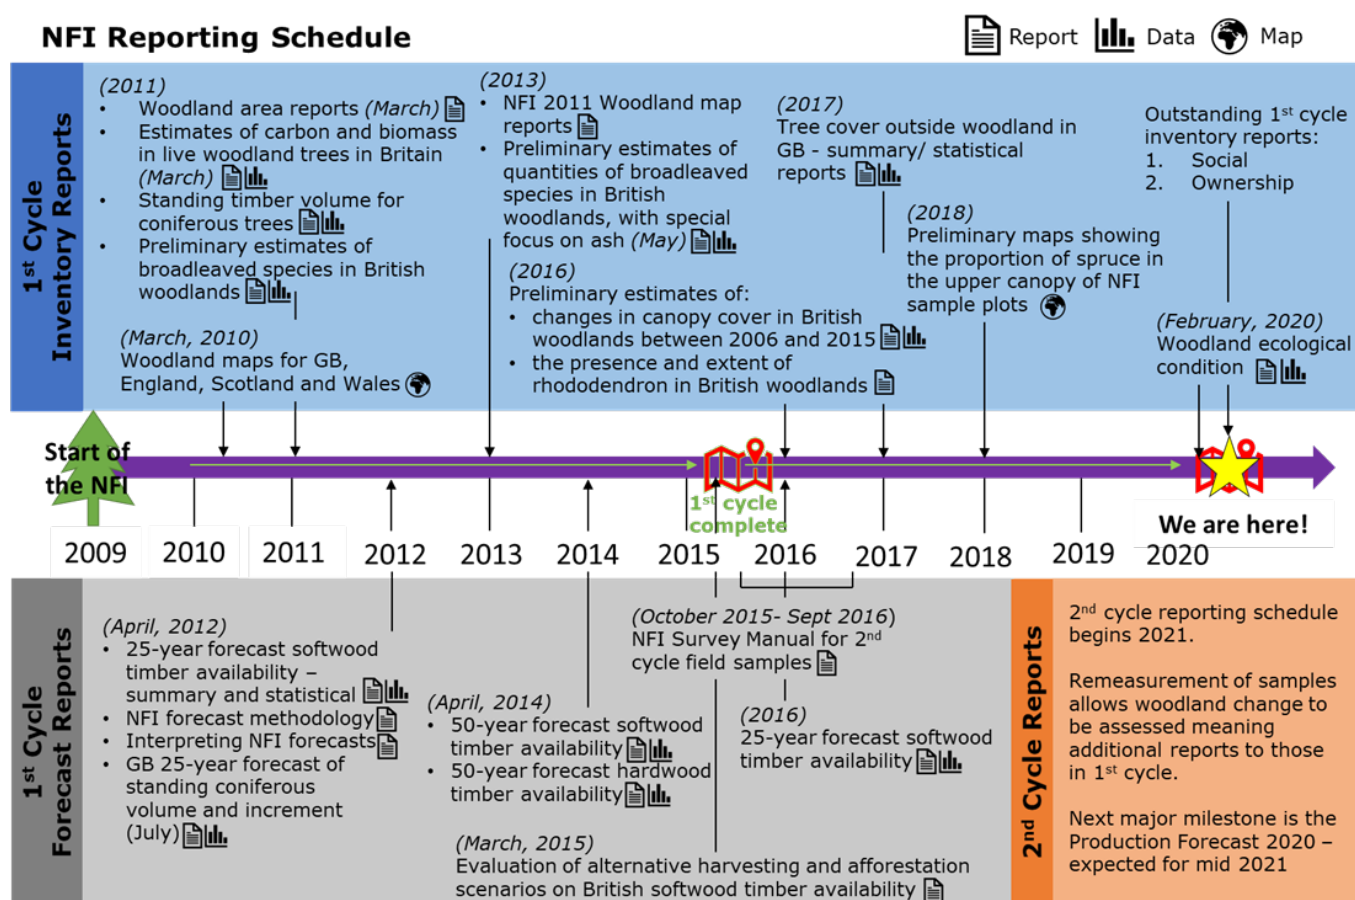 NFI Reporting Schedule
Report
Data
Map
1st Cycle
Inventory Reports
(2011)
• Woodland area reports (March)
• Estimates of carbon and biomass
in live woodland trees in Britain
(March)
• Standing timber volume for
coniferous trees
• Preliminary estimates of
broadleaved species in British
woodlands
(March, 2010)
Woodland maps for GB,
England, Scotland and Wales
(2013)
• NFI 2011 Woodland map
reports
• Preliminary estimates of
quantities of broadleaved
species in British
woodlands, with special
focus on ash (May)
(2016)
Preliminary estimates of:
• changes in canopy cover in British
woodlands between 2006 and 2015
• the presence and extent of
rhododendron in British woodlands
(2017)
Tree cover outside woodland in
GB - summary/ statistical
reports
(2018)
Preliminary maps showing
the proportion of spruce in
the upper canopy of NFI
sample plots
Outstanding 1st cycle
inventory reports:
1. Social
2. Ownership
(February, 2020)
Woodland ecological
condition
Start of
the NFI
1st cycle
complete
We are here!
2009
2010
2011
2012
2013
2014
2015
2016
2017
2018
2019
2020
1st Cycle
Forecast Reports
(April, 2012)
• 25-year forecast softwood
timber availability –
summary and statistical
• NFI forecast methodology
• Interpreting NFI forecasts
• GB 25-year forecast of
standing coniferous
volume and increment
(July)
(April, 2014)
• 50-year forecast softwood
timber availability
• 50-year forecast hardwood
timber availability
(March, 2015)
Evaluation of alternative harvesting and afforestation
scenarios on British softwood timber availability
(October 2015- Sept 2016)
NFI Survey Manual for 2nd
cycle field samples
(2016)
25-year forecast softwood
timber availability
2nd Cycle Reports
2nd cycle reporting schedule
begins 2021.
Remeasurement of samples
allows woodland change to
be assessed meaning
additional reports to those
in 1st cycle.
Next major milestone is the
Production Forecast 2020 –
expected for mid 2021